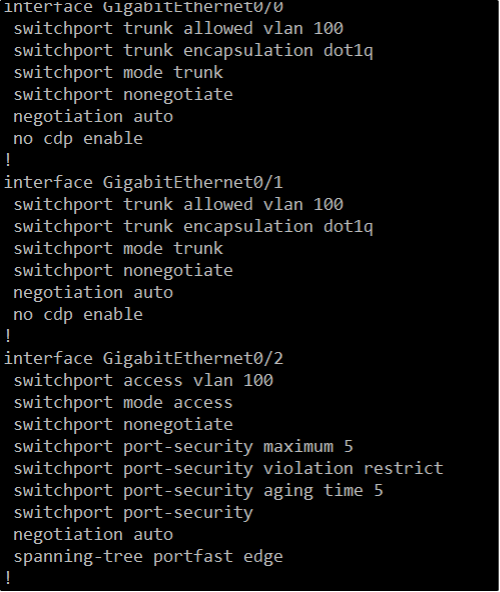 interface GigabitEthernet0/0
switchport trunk allowed vlan 100
switchport trunk encapsulation dot1q
switchport mode trunk
switchport nonegotiate
negotiation auto
no cdp enable
!
interface GigabitEthernet0/1
switchport trunk allowed vlan 100
switchport trunk encapsulation dot1q
switchport mode trunk
switchport nonegotiate
negotiation auto
no cdp enable
!
interface GigabitEthernet0/2
switchport access vlan 100
switchport mode access
switchport nonegotiate
switchport port-security maximum 5
switchport port-security violation restrict
switchport port-security aging time 5
switchport port-security
negotiation auto
spanning-tree portfast edge
!